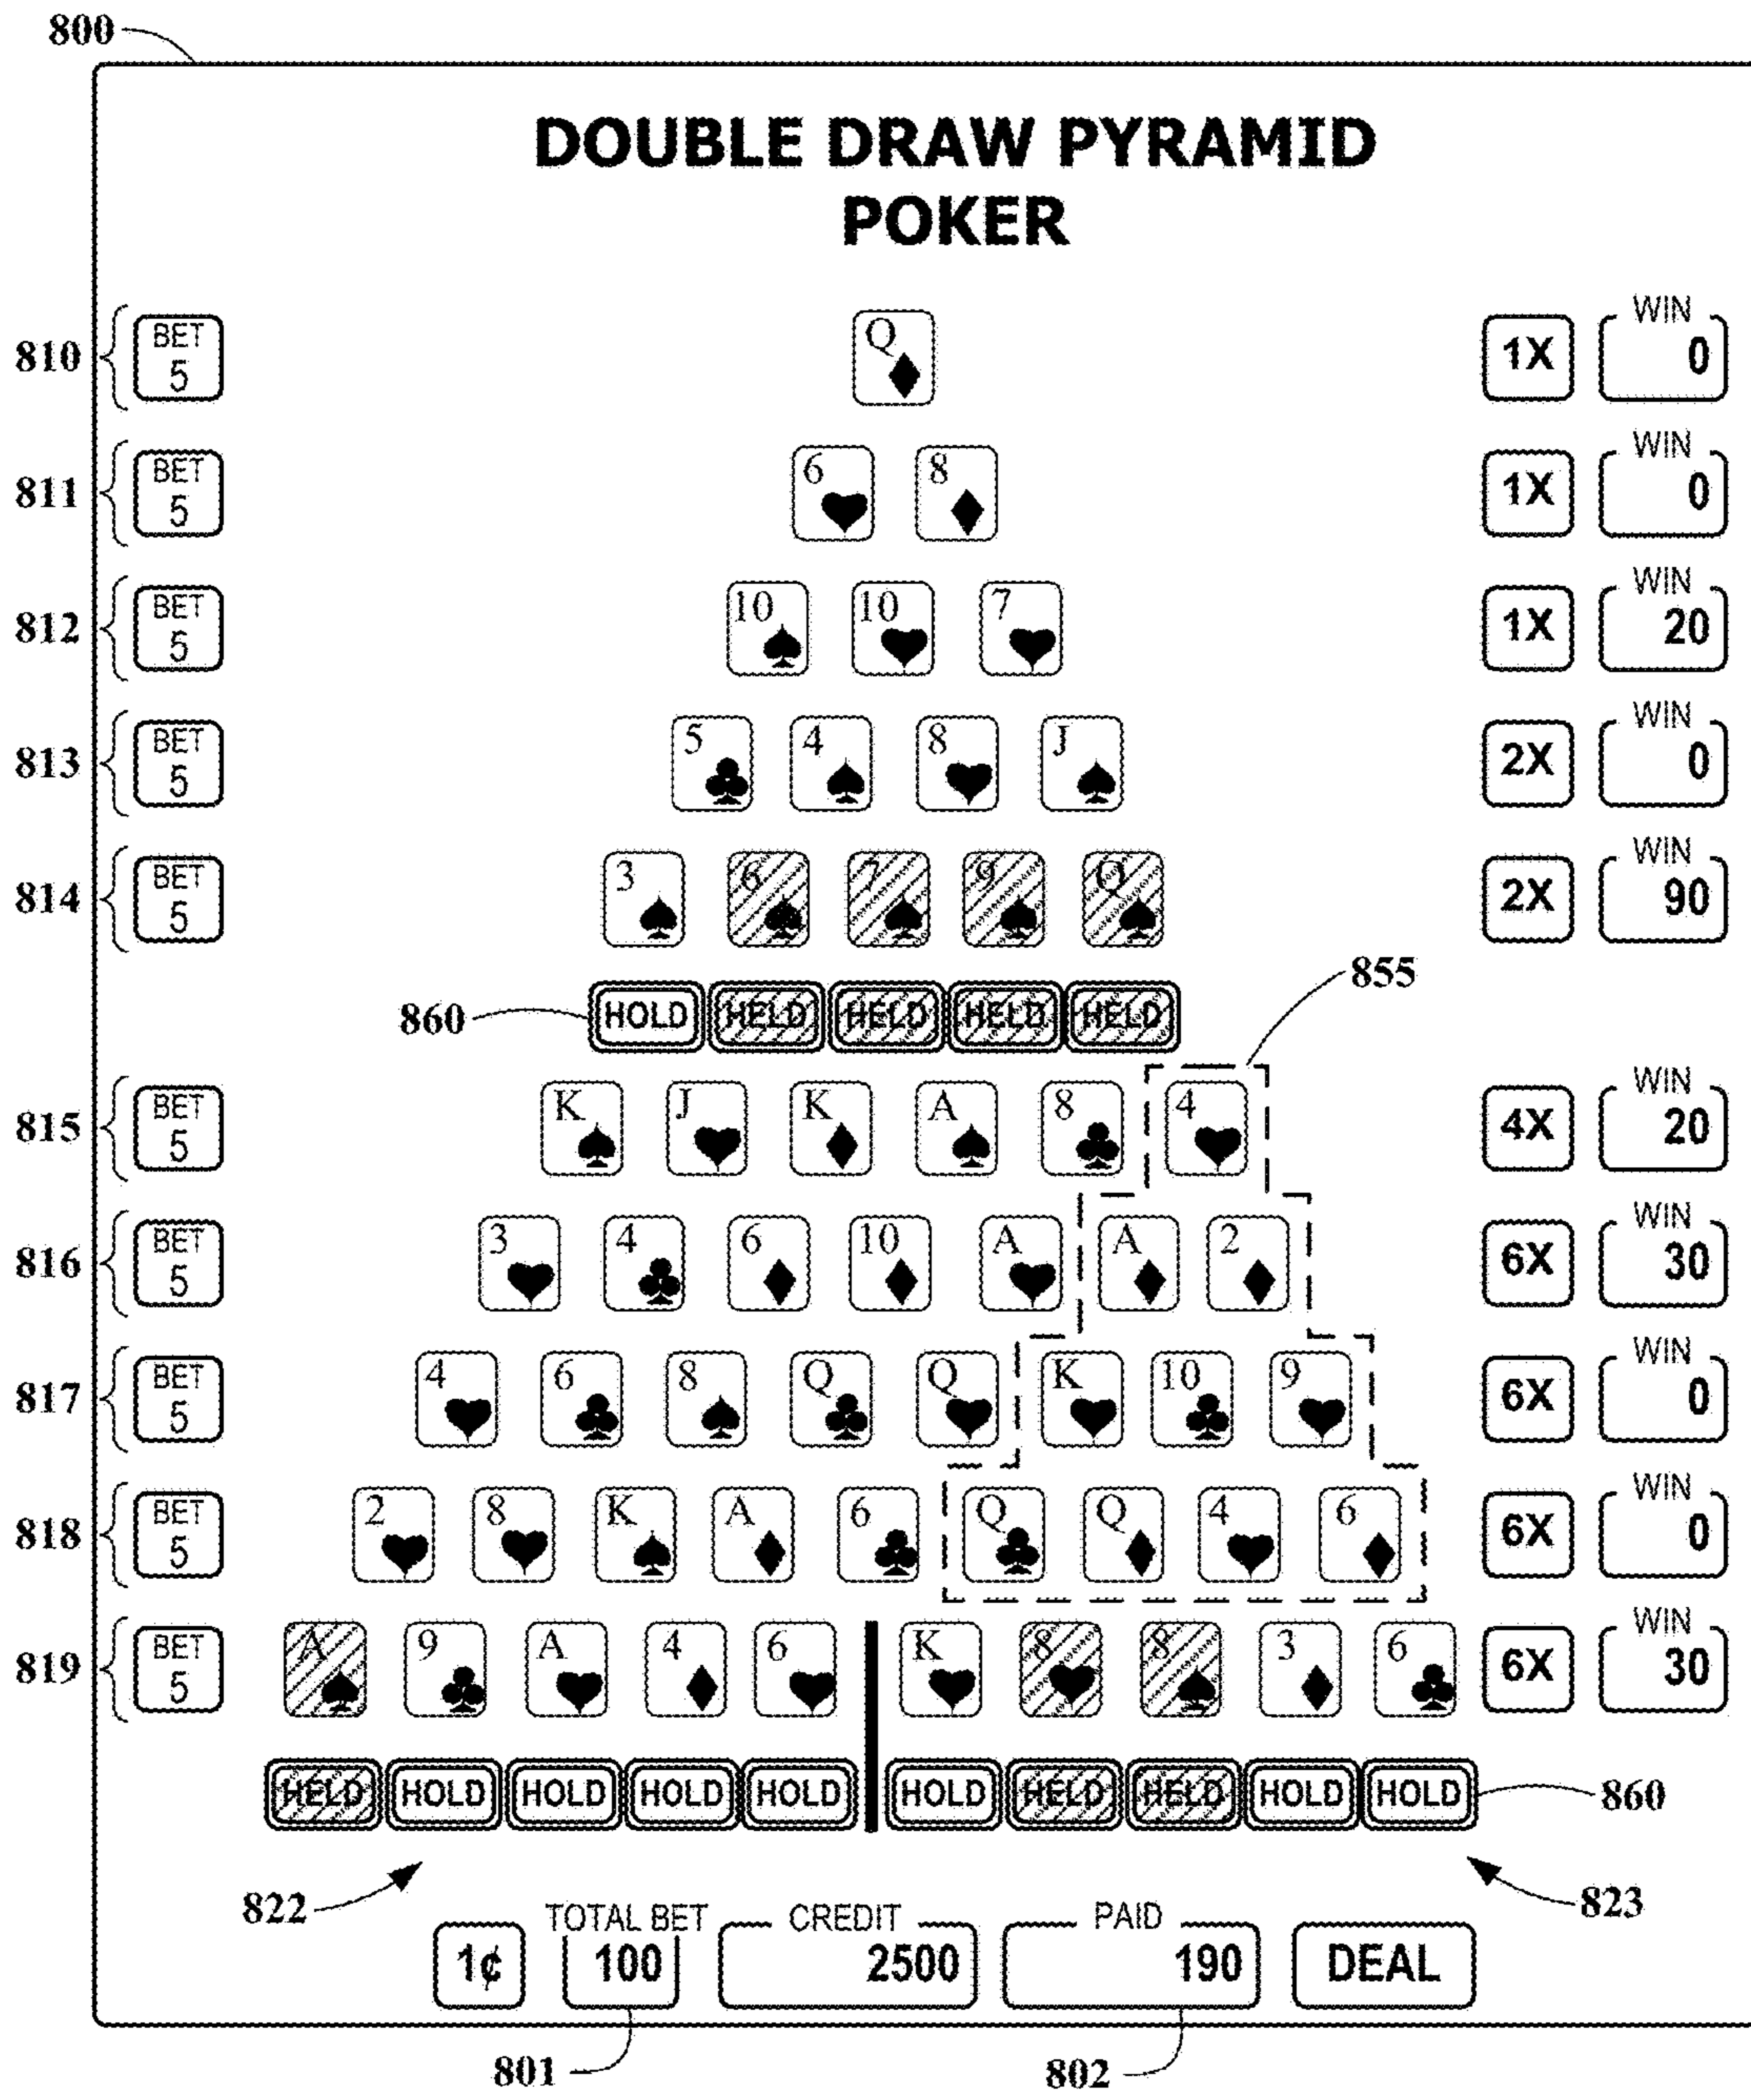 800
DOUBLE DRAW PYRAMID
POKER
810 BET 5 Q 1X WIN 0
811 BET 5 6 8 1X WIN 0
812 BET 5 10 10 7 1X WIN 20
813 BET 5 5 4 8 J 2X WIN 0
814 BET 5 3 6 7 9 Q 2X WIN 90
860 HOLD HELD HELD HELD HELD 855
815 BET 5 K J K A 8 4 4X WIN 20
816 BET 5 3 4 6 10 A A 2 6X WIN 30
817 BET 5 4 6 8 Q Q K 10 9 6X WIN 0
818 BET 5 2 8 K A 6 Q Q 4 6 6X WIN 0
819 BET 5 A 9 A 4 6 K 8 8 3 6 6X WIN 30
HELD HOLD HOLD HOLD HOLD HOLD HELD HELD HOLD HOLD 860
822 823
TOTAL BET CREDIT PAID
1¢ 100 2500 190 DEAL
801 802